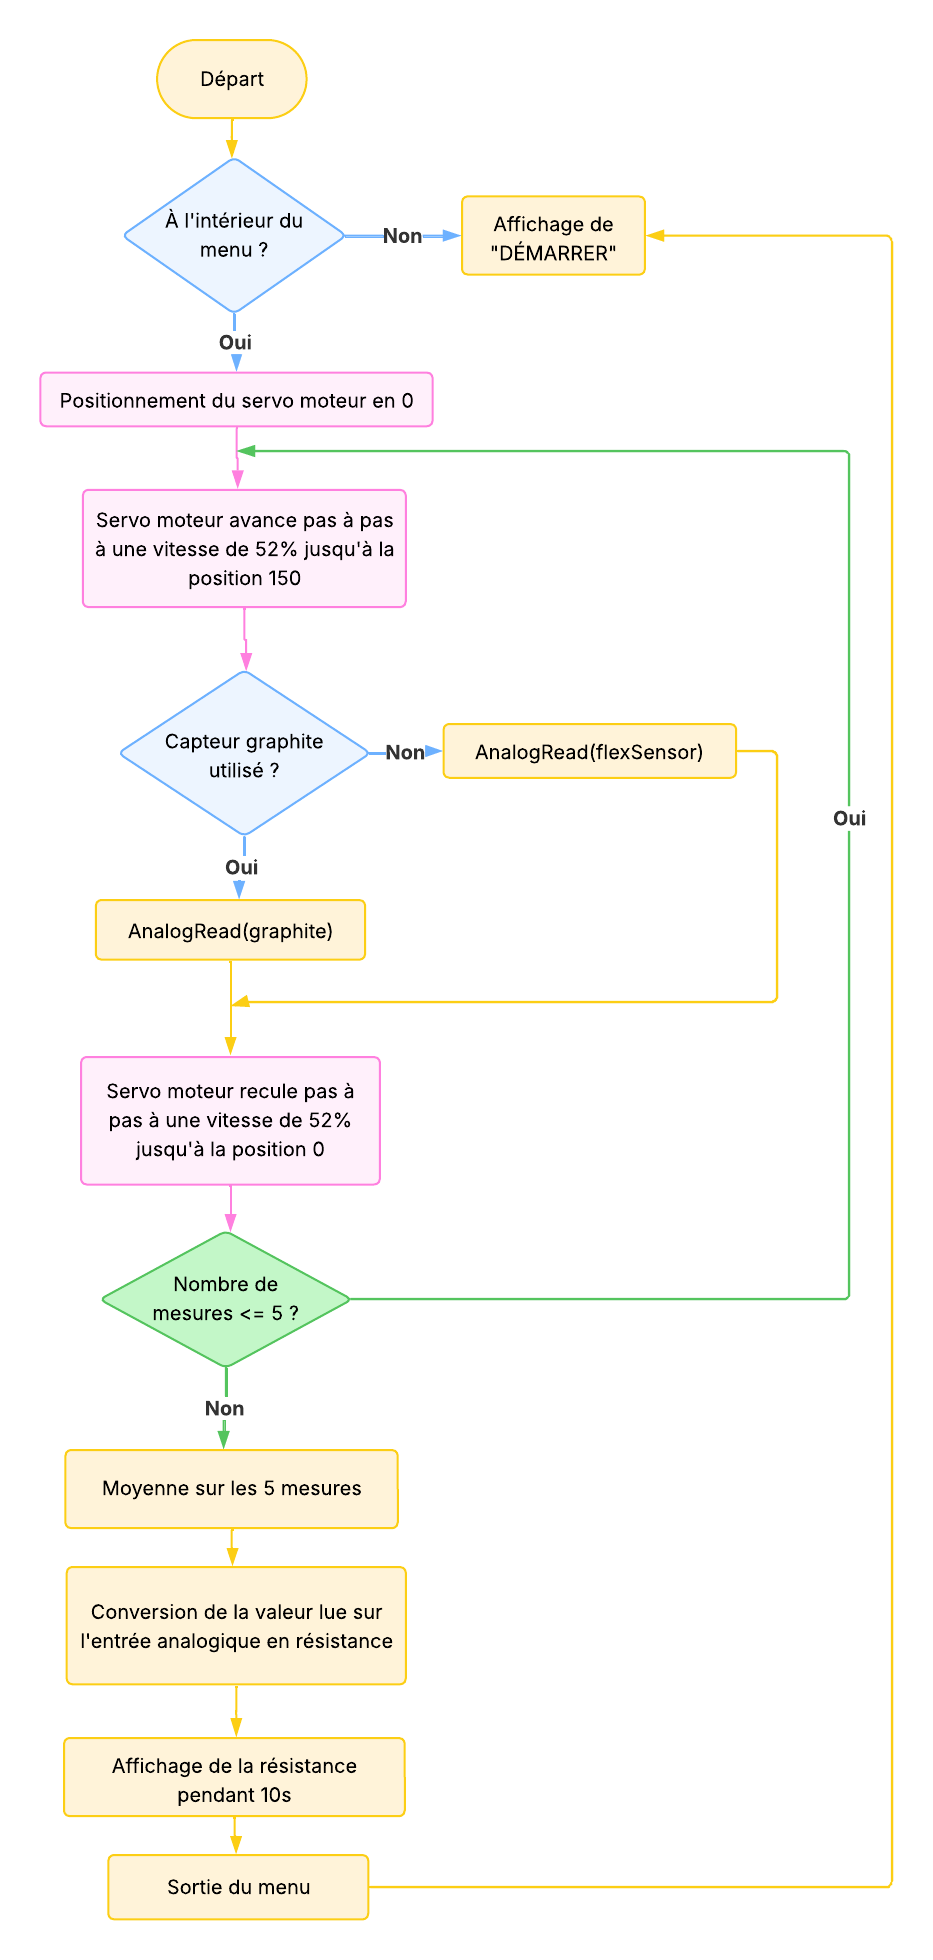 Départ
À l'intérieur du
menu ?
Non
Affichage de
"DÉMARRER"
Oui
Positionnement du servo moteur en 0
Servo moteur avance pas à pas
à une vitesse de 52% jusqu'à la
position 150
Capteur graphite
utilisé ?
Non
AnalogRead(flexSensor)
Oui
Oui
AnalogRead(graphite)
Servo moteur recule pas à
pas à une vitesse de 52%
jusqu'à la position 0
Nombre de
mesures <= 5 ?
Non
Moyenne sur les 5 mesures
Conversion de la valeur lue sur
l'entrée analogique en résistance
Affichage de la résistance
pendant 10s
Sortie du menu